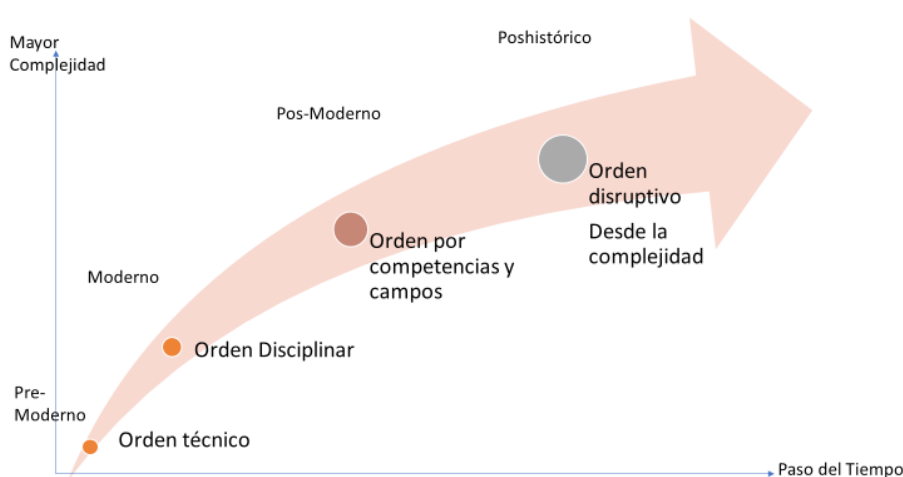 Poshistórico
Mayor
Complejidad
Pos-Moderno
Orden
disruptivo
Desde la
complejidad
Orden por
competencias y
campos
Moderno
Orden Disciplinar
Pre-
Moderno
Orden técnico
Paso del Tiempo